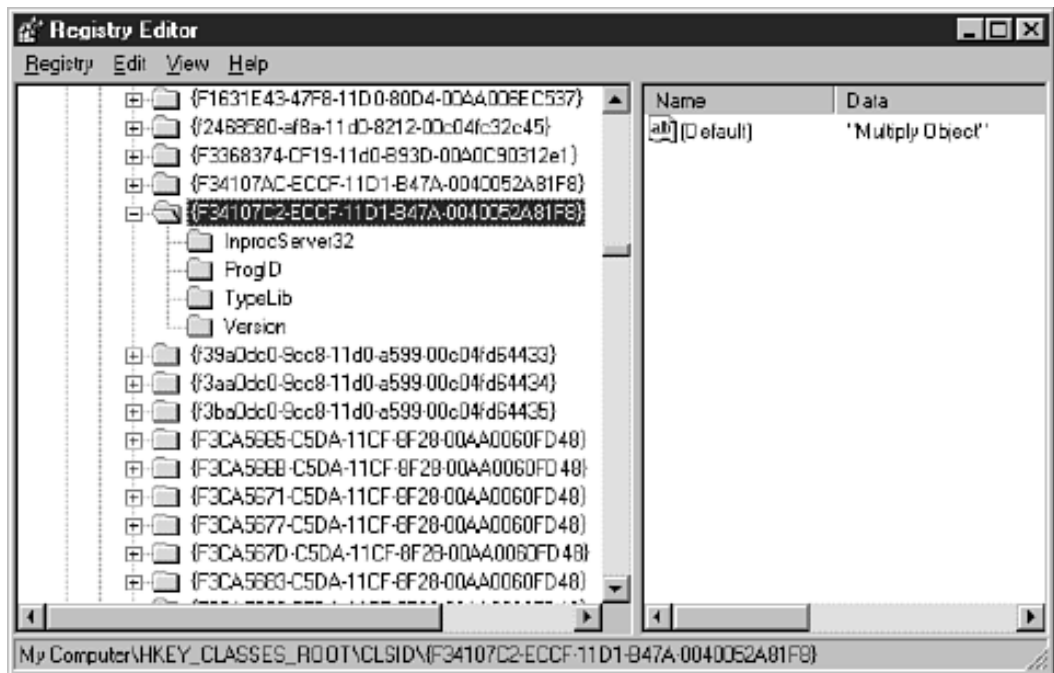 Registry Editor
Registry Edit View Help
{F1631E43-47F8-11D0-80D4-00AA006EC537}
{f2468580-af8a-11d0-8212-00c04fc32c45}
{F3368374-CF19-11d0-B93D-00A0C90312e1}
{F34107AC-ECCF-11D1-B47A-0040052A81F8}
{F34107C2-ECCF-11D1-B47A-0040052A81F8}
InprocServer32
ProgID
TypeLib
Version
{f39a0dc0-9cc8-11d0-a599-00c04fd64433}
{f3aa0dc0-9cc8-11d0-a599-00c04fd64434}
{f3ba0dc0-9cc8-11d0-a599-00c04fd64435}
{F3CA5665-C5DA-11CF-8F28-00AA0060FD48}
{F3CA566B-C5DA-11CF-8F28-00AA0060FD48}
{F3CA5671-C5DA-11CF-8F28-00AA0060FD48}
{F3CA5677-C5DA-11CF-8F28-00AA0060FD48}
{F3CA567D-C5DA-11CF-8F28-00AA0060FD48}
{F3CA5683-C5DA-11CF-8F28-00AA0060FD48}
Name Data
ab (Default) "Multiply Object"
My Computer\HKEY_CLASSES_ROOT\CLSID\{F34107C2-ECCF-11D1-B47A-0040052A81F8}